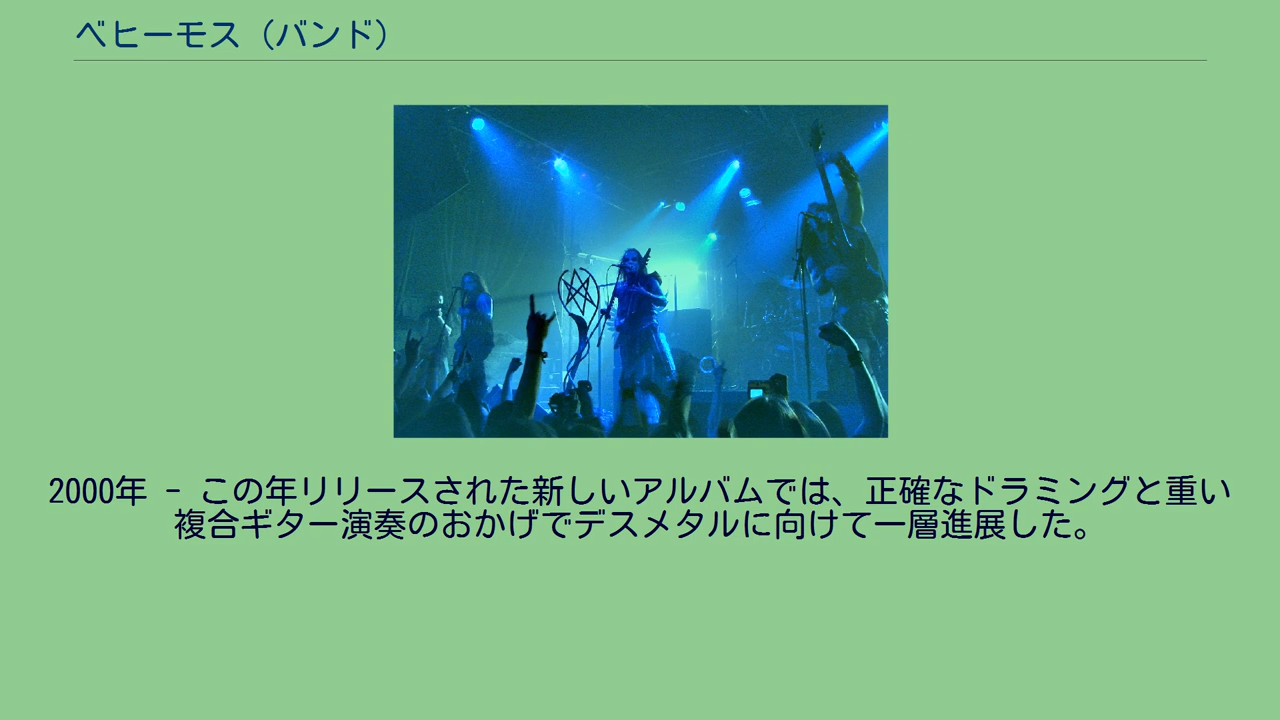 ベヒーモス（バンド）
2000年 － この年リリースされた新しいアルバムでは、正確なドラミングと重い
複合ギター演奏のおかげでデスメタルに向けて一層進展した。